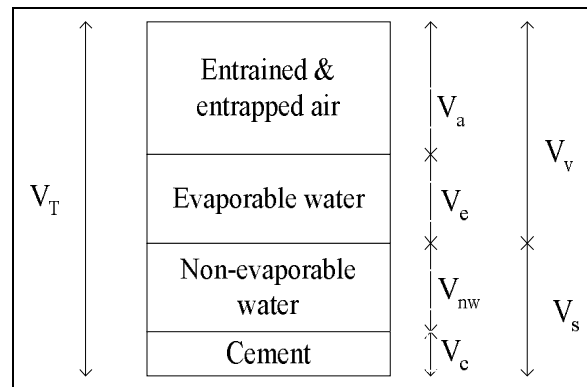 Entrained &
entrapped air
Evaporable water
Non-evaporable
water
Cement
V_T
V_a
V_e
V_nw
V_c
V_v
V_s